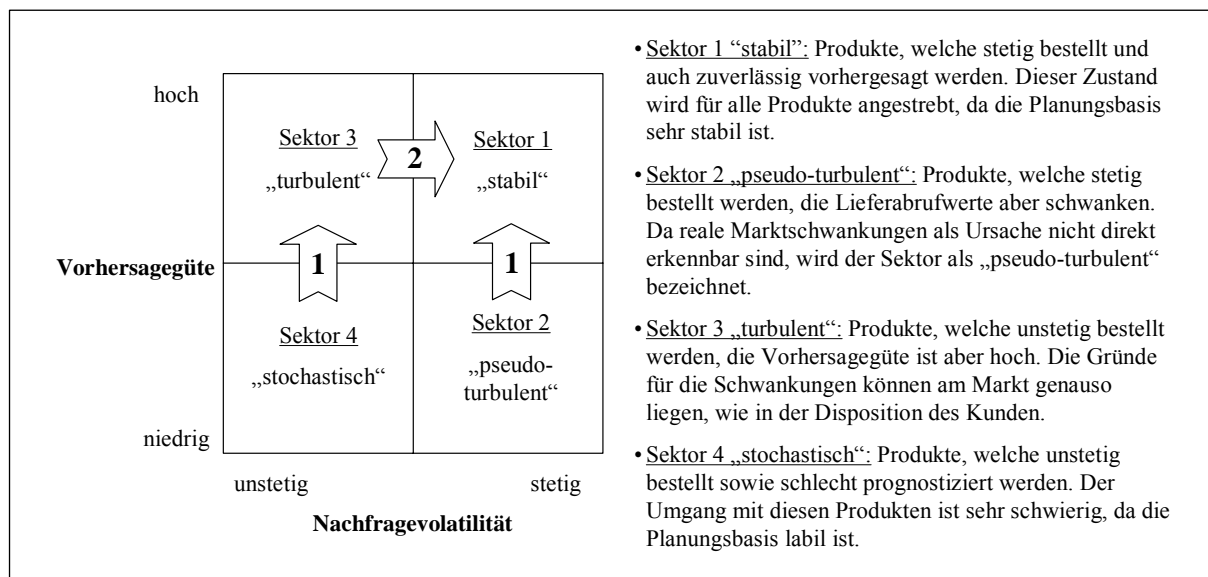 hoch
Sektor 3
„turbulent“
2
Sektor 1
„stabil“
Vorhersagegüte
1
1
Sektor 4
„stochastisch“
Sektor 2
„pseudo-
turbulent“
niedrig
unstetig
stetig
Nachfragevolatilität
• Sektor 1 “stabil”: Produkte, welche stetig bestellt und
auch zuverlässig vorhergesagt werden. Dieser Zustand
wird für alle Produkte angestrebt, da die Planungsbasis
sehr stabil ist.
• Sektor 2 „pseudo-turbulent“: Produkte, welche stetig
bestellt werden, die Lieferabrufwerte aber schwanken.
Da reale Marktschwankungen als Ursache nicht direkt
erkennbar sind, wird der Sektor als „pseudo-turbulent“
bezeichnet.
• Sektor 3 „turbulent“: Produkte, welche unstetig bestellt
werden, die Vorhersagegüte ist aber hoch. Die Gründe
für die Schwankungen können am Markt genauso
liegen, wie in der Disposition des Kunden.
• Sektor 4 „stochastisch“: Produkte, welche unstetig
bestellt sowie schlecht prognostiziert werden. Der
Umgang mit diesen Produkten ist sehr schwierig, da die
Planungsbasis labil ist.